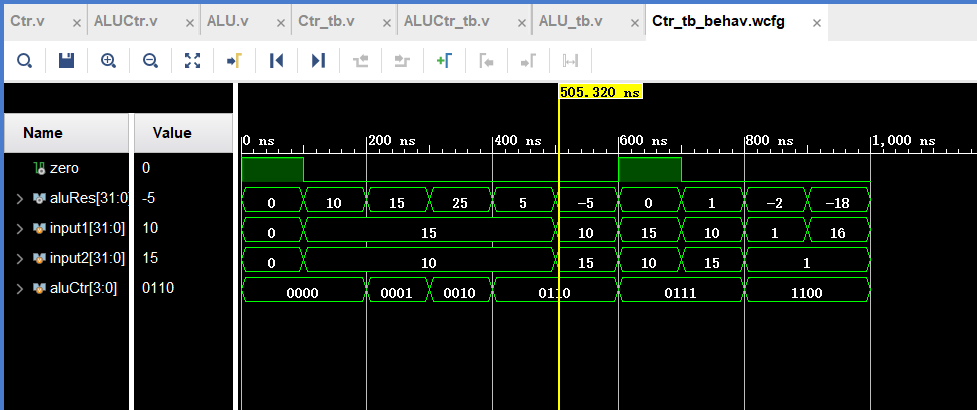 Ctr.v × ALUCtr.v × ALU.v × Ctr_tb.v × ALUCtr_tb.v × ALU_tb.v × Ctr_tb_behav.wcfg ×
505.320 ns
Name Value
0 ns 200 ns 400 ns 600 ns 800 ns 1,000 ns
zero 0
aluRes[31:0] -5 0 10 15 25 5 -5 0 1 -2 -18
input1[31:0] 10 0 15 10 15 10 1 16
input2[31:0] 15 0 10 15 10 15 1
aluCtr[3:0] 0110 0000 0001 0010 0110 0111 1100